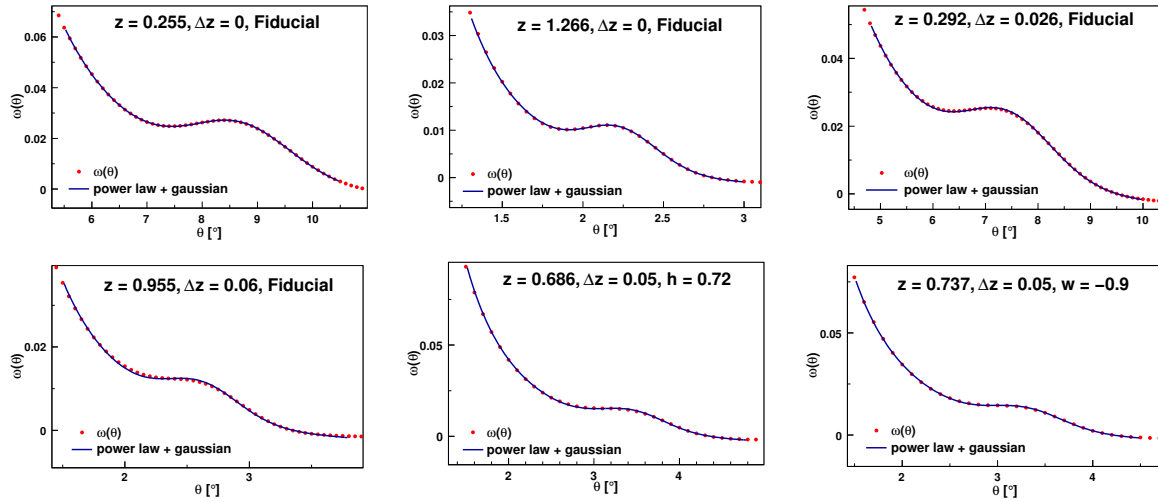 z = 0.255, Δz = 0, Fiducial
ω(θ)
0.06
0.04
0.02
0
ω(θ)
power law + gaussian
6 7 8 9 10
θ [°]
z = 1.266, Δz = 0, Fiducial
ω(θ)
0.03
0.02
0.01
0
ω(θ)
power law + gaussian
1.5 2 2.5 3
θ [°]
z = 0.292, Δz = 0.026, Fiducial
ω(θ)
0.04
0.02
0
ω(θ)
power law + gaussian
5 6 7 8 9 10
θ [°]
z = 0.955, Δz = 0.06, Fiducial
ω(θ)
0.02
0
ω(θ)
power law + gaussian
2 3
θ [°]
z = 0.686, Δz = 0.05, h = 0.72
ω(θ)
0.05
0
ω(θ)
power law + gaussian
2 3 4
θ [°]
z = 0.737, Δz = 0.05, w = −0.9
ω(θ)
0.05
0
ω(θ)
power law + gaussian
2 3 4
θ [°]